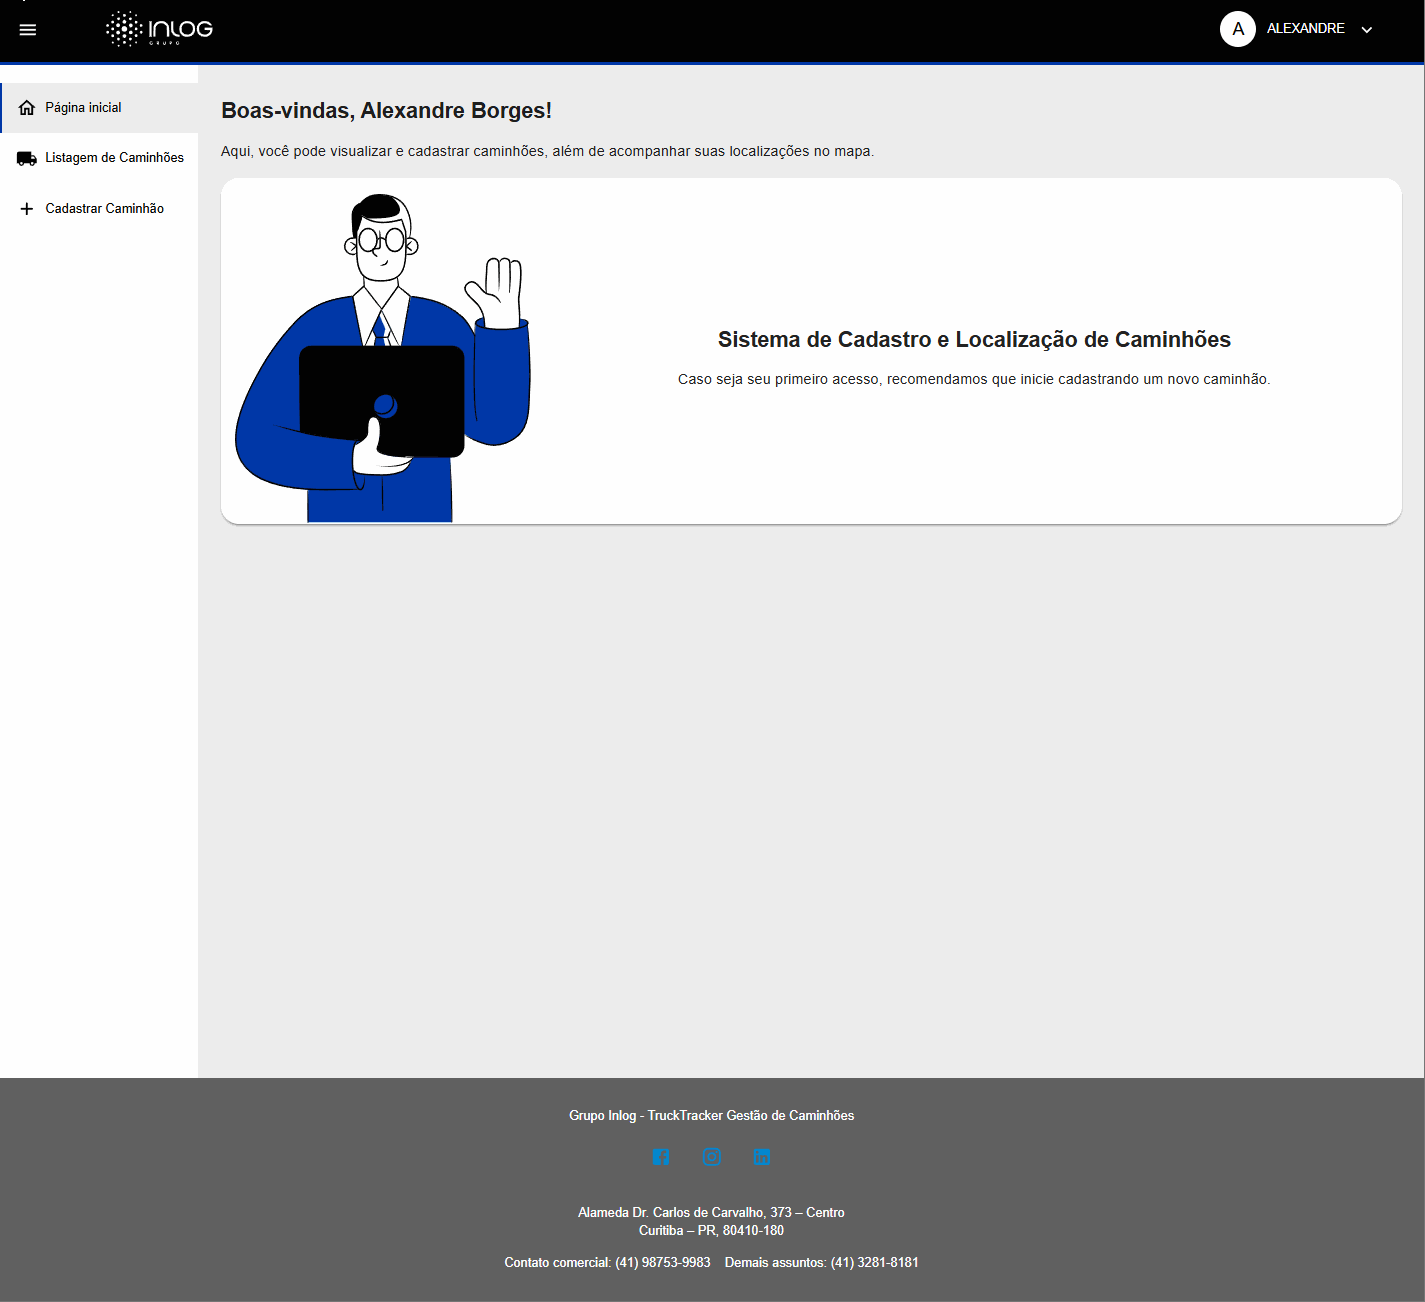 INLOG
GRUPO
A
ALEXANDRE
Página inicial
Listagem de Caminhões
Cadastrar Caminhão
Boas-vindas, Alexandre Borges!
Aqui, você pode visualizar e cadastrar caminhões, além de acompanhar suas localizações no mapa.
Sistema de Cadastro e Localização de Caminhões
Caso seja seu primeiro acesso, recomendamos que inicie cadastrando um novo caminhão.
Grupo Inlog - TruckTracker Gestão de Caminhões
Alameda Dr. Carlos de Carvalho, 373 – Centro
Curitiba – PR, 80410-180
Contato comercial: (41) 98753-9983 Demais assuntos: (41) 3281-8181